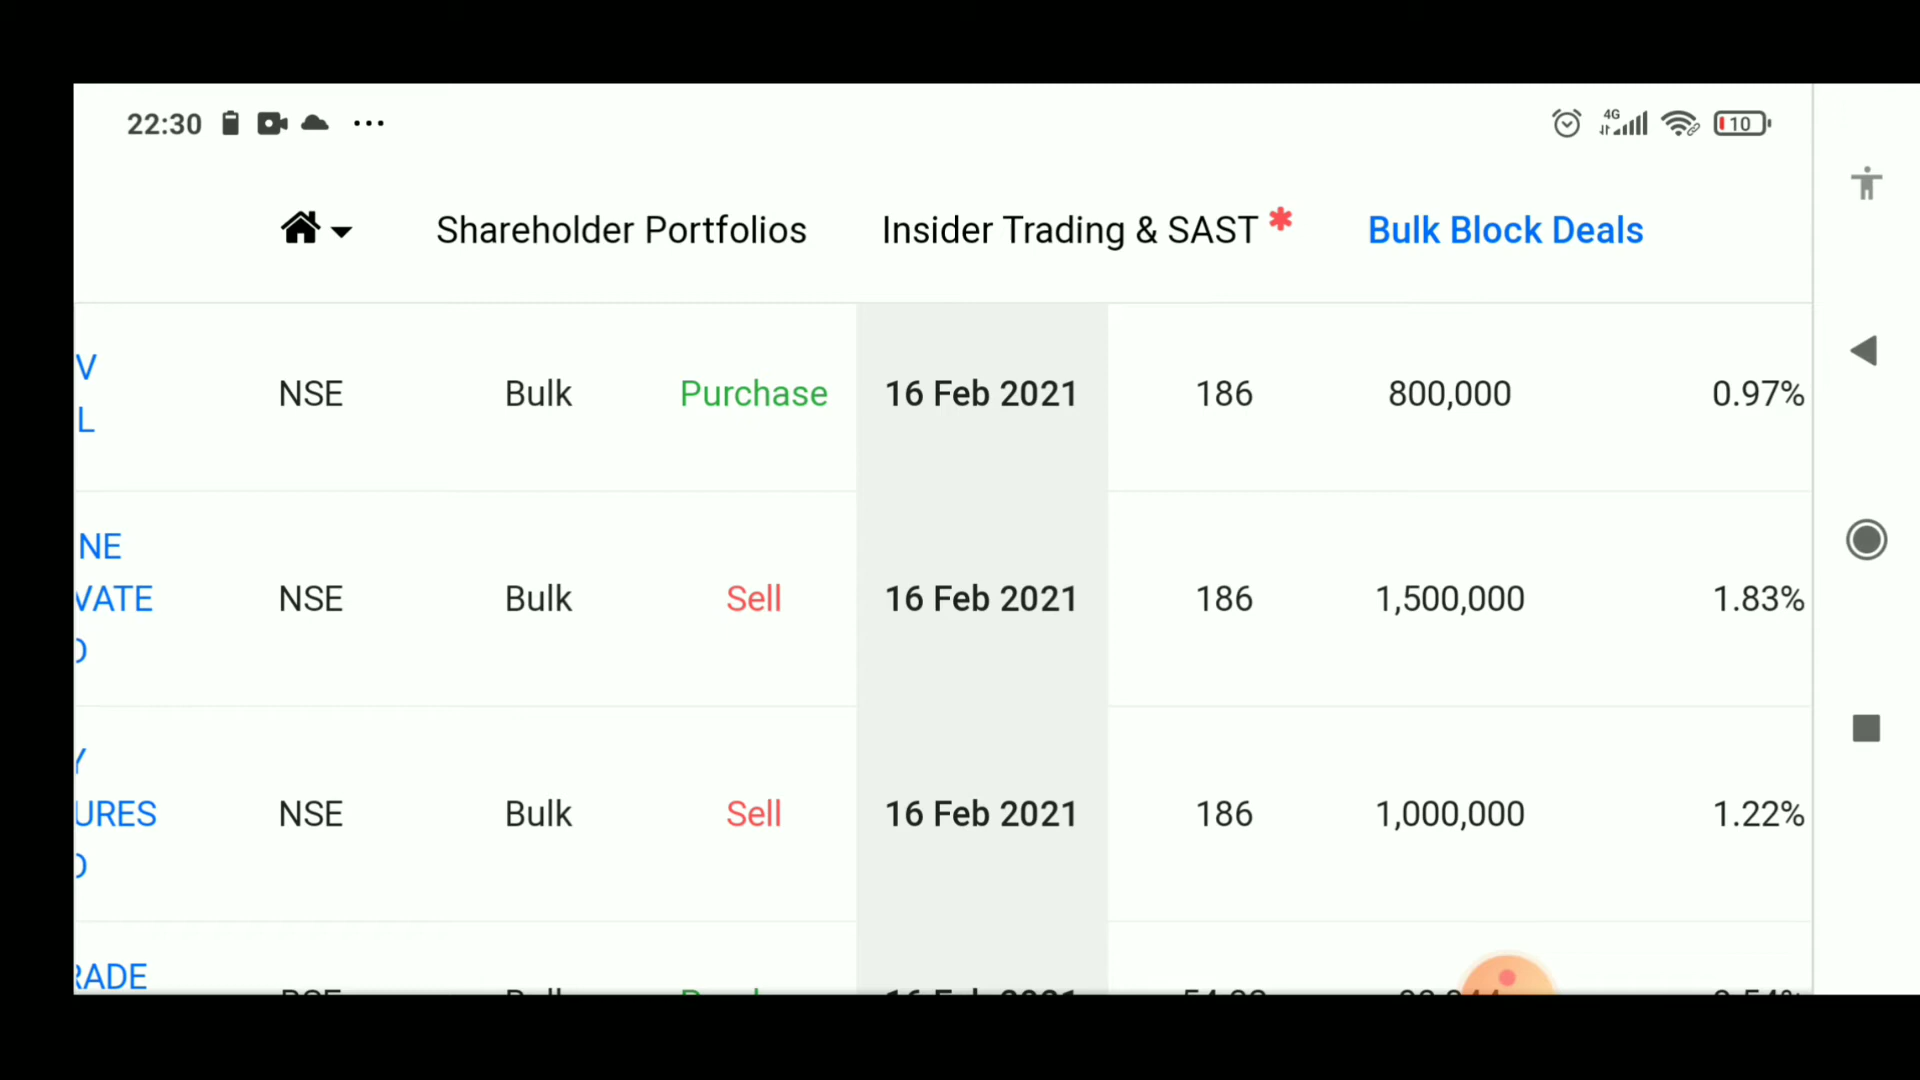 22:30 4G 10
Shareholder Portfolios Insider Trading & SAST * Bulk Block Deals
V
L
NSE Bulk Purchase 16 Feb 2021 186 800,000 0.97%
NE
VATE
NSE Bulk Sell 16 Feb 2021 186 1,500,000 1.83%
URES
NSE Bulk Sell 16 Feb 2021 186 1,000,000 1.22%
RADE